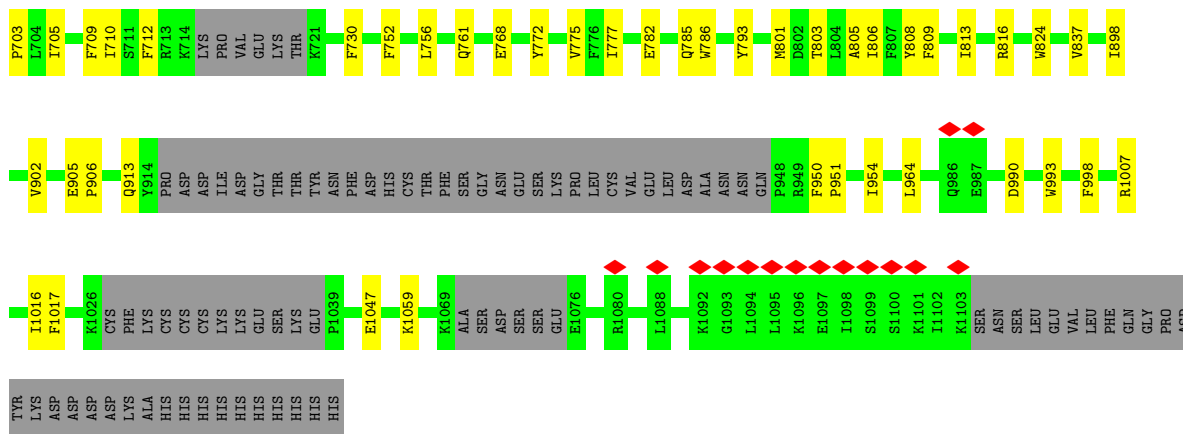 P703 L704 I705 F709 I710 S711 F712 R713 K714 LYS PRO VAL GLU LYS THR K721 F730 F752 L756 Q761 E768 Y772 V775 F776 I777 E782 Q785 W786 Y793 M801 D802 T803 L804 A805 I806 F807 Y808 F809 I813 R816 W824 V837 I898
V902 E905 P906 Q913 Y914 PRO ASP ASP ILE ASP GLY THR THR TYR ASN PHE ASP HIS CYS THR PHE SER GLY ASN GLU SER LYS PRO LEU CYS VAL GLU LEU ASP ALA ASN ASN GLN P948 R949 F950 P951 I954 L964 Q986 E987 D990 W993 F998 R1007
I1016 F1017 K1026 CYS PHE LYS CYS CYS CYS LYS LYS GLU SER LYS GLU P1039 E1047 K1059 K1069 ALA SER ASP SER SER GLU E1076 R1080 L1088 K1092 G1093 L1094 L1095 K1096 E1097 I1098 S1099 S1100 K1101 I1102 K1103 SER ASN SER LEU GLU VAL LEU PHE GLN GLY PRO ASP
TYR LYS ASP ASP ASP ASP LYS ALA HIS HIS HIS HIS HIS HIS HIS HIS HIS HIS